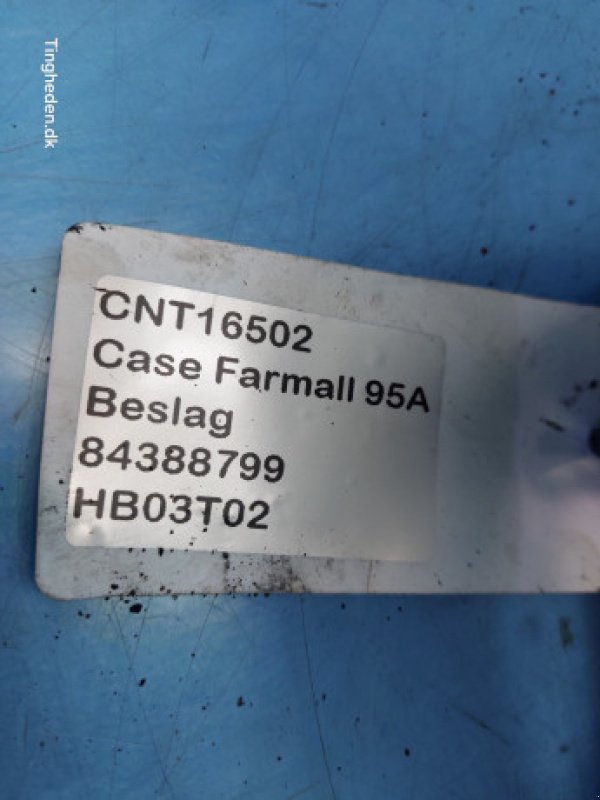 Tingheden.dk
CNT16502
Case Farmall 95A
Beslag
84388799
HB03T02